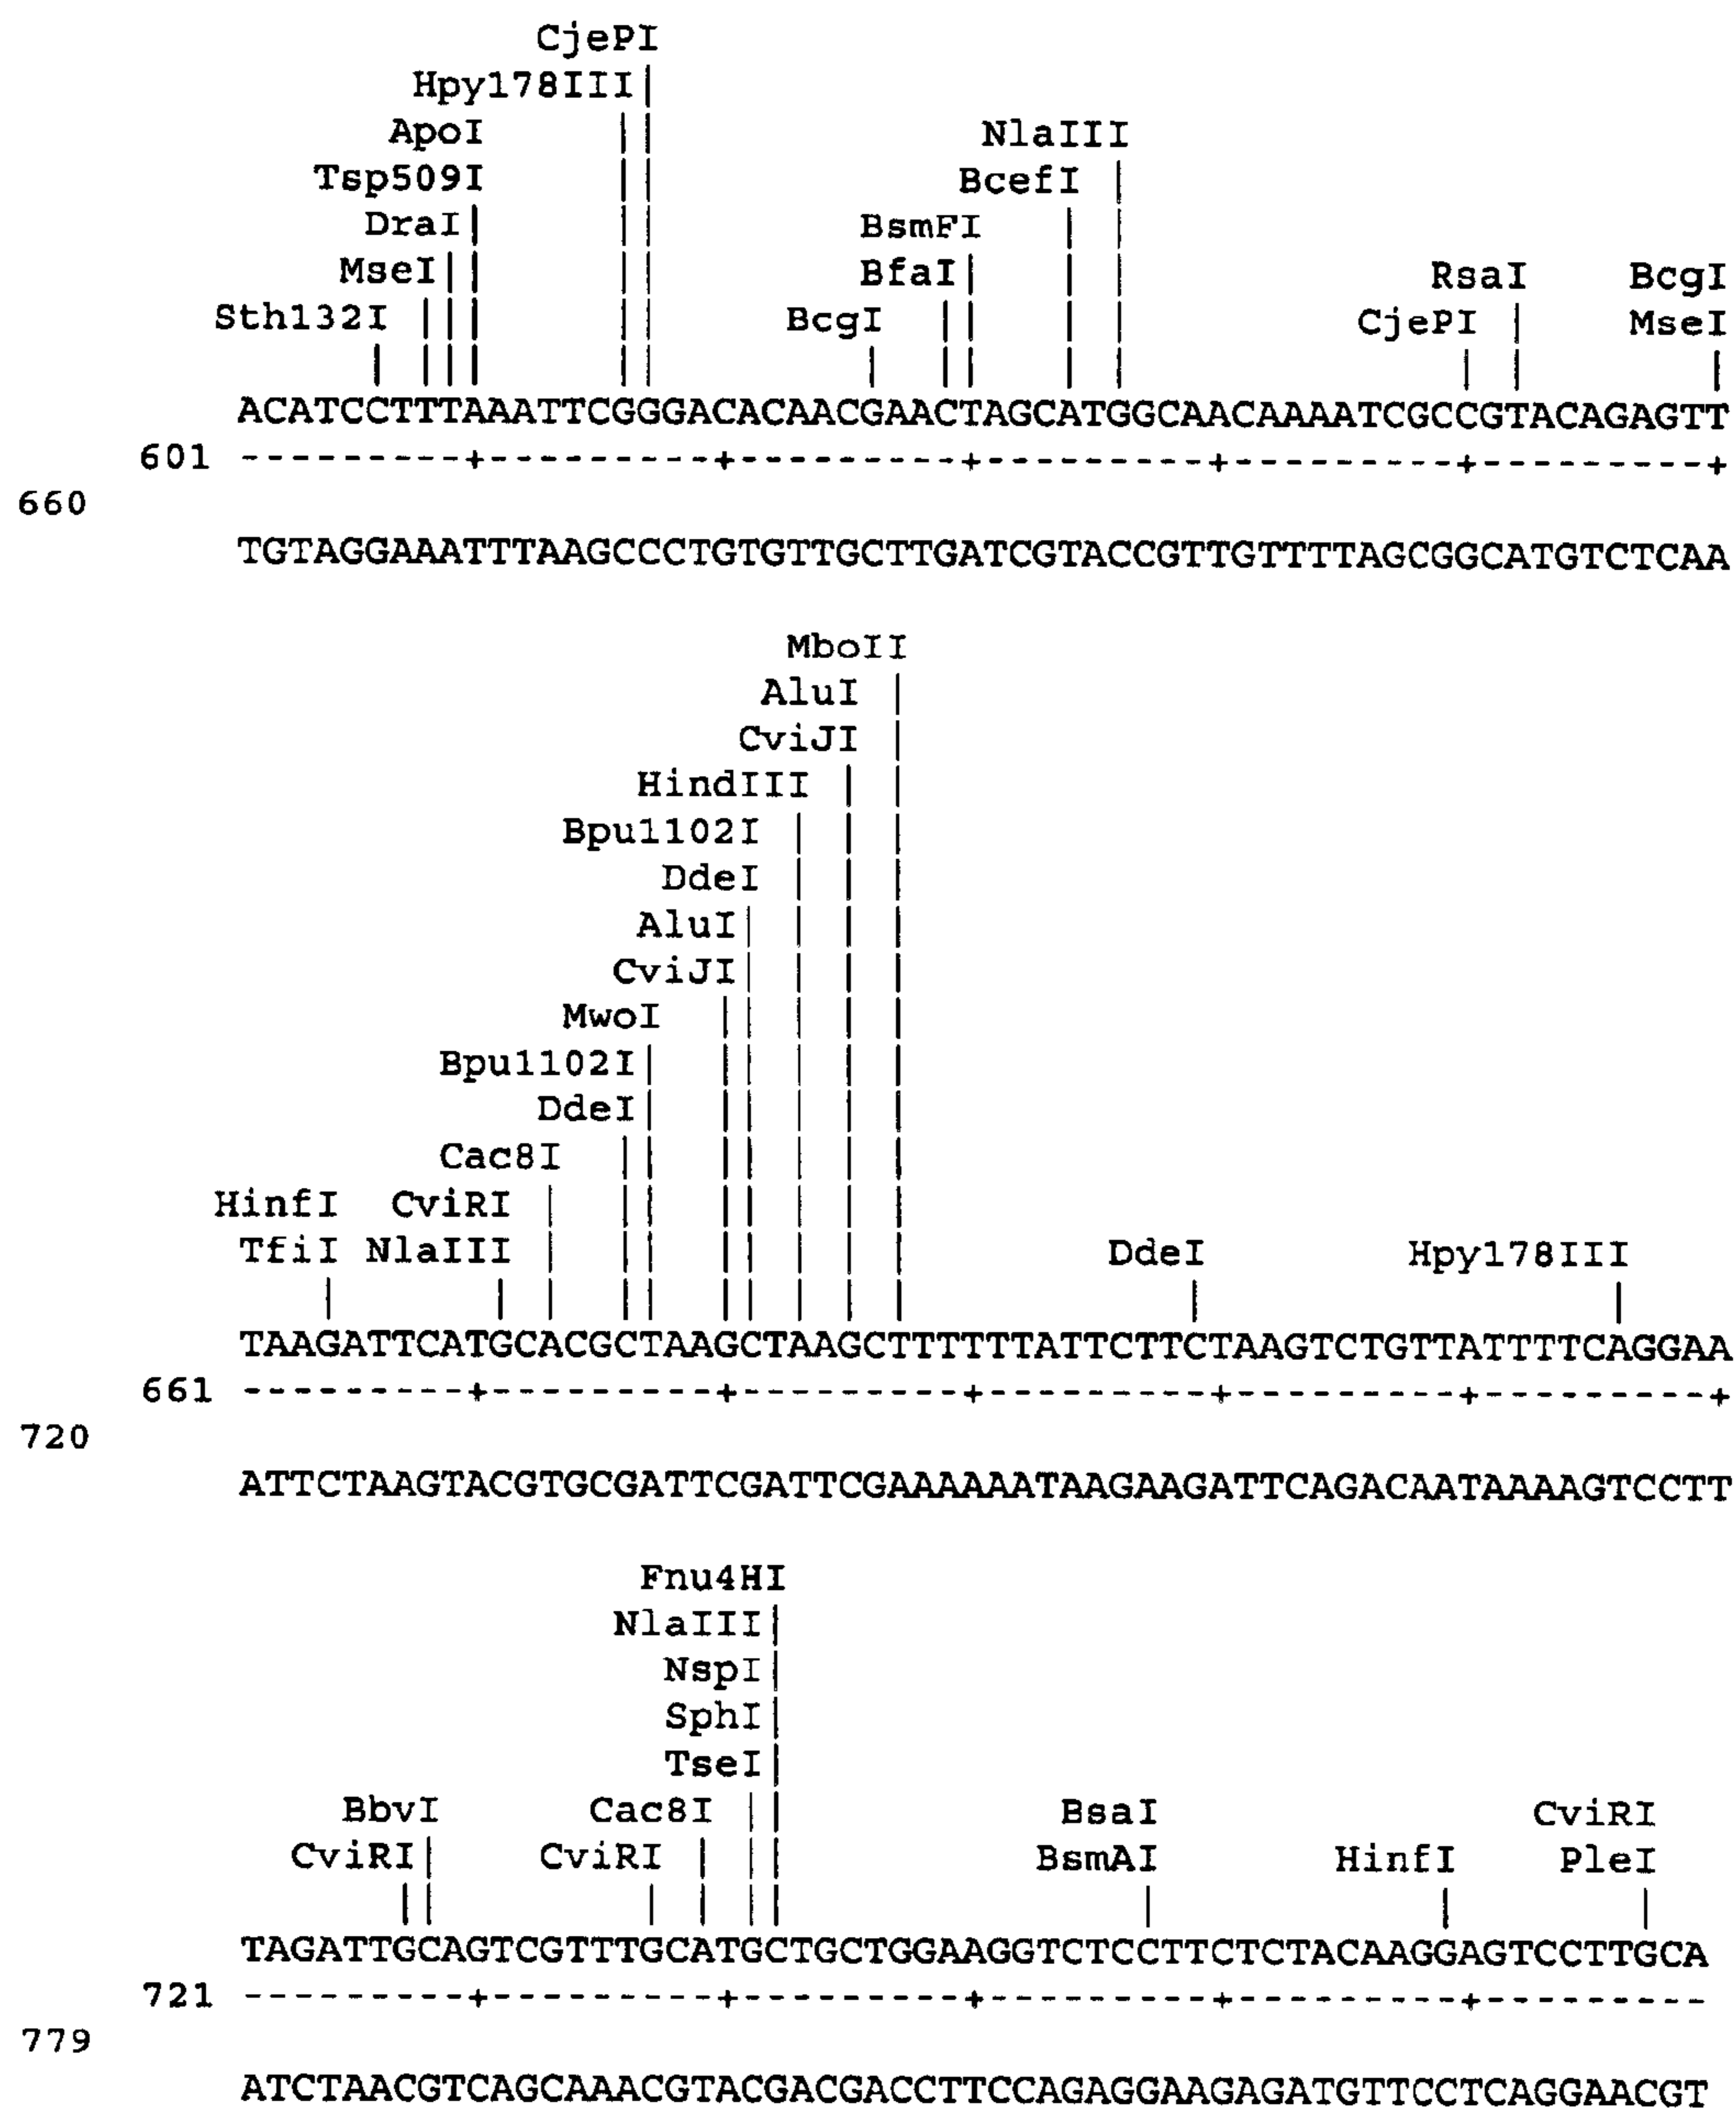 CjePI
Hpy178III
ApoI
NlaIII
Tsp509I
BcefI
DraI
BsmFI
MseI
BfaI
RsaI
BcgI
Sth132I
BcgI
CjePI
MseI
ACATCCTTTAAATTCGGGACACAACGAACTAGCATGGCAACAAAATCGCCGTACAGAGTT
601 ---------+---------+---------+---------+---------+---------+
660
TGTAGGAAATTTAAGCCCTGTGTTGCTTGATCGTACCGTTGTTTTAGCGGCATGTCTCAA
MboII
AluI
CviJI
HindIII
Bpu1102I
DdeI
AluI
CviJI
MwoI
Bpu1102I
DdeI
Cac8I
HinfI CviRI
TfiI NlaIII DdeI Hpy178III
TAAGATTCATGCACGCTAAGCTAAGCTTTTTTATTCTTCTAAGTCTGTTATTTTCAGGAA
661 ---------+---------+---------+---------+---------+---------+
720
ATTCTAAGTACGTGCGATTCGATTCGAAAAAATAAGAAGATTCAGACAATAAAAGTCCTT
Fnu4HI
NlaIII
NspI
SphI
TseI
BbvI Cac8I BsaI CviRI
CviRI CviRI BsmAI HinfI PleI
TAGATTGCAGTCGTTTGCATGCTGCTGGAAGGTCTCCTTCTCTACAAGGAGTCCTTGCA
721 ---------+---------+---------+---------+---------+---------
779
ATCTAACGTCAGCAAACGTACGACGACCTTCCAGAGGAAGAGATGTTCCTCAGGAACGT